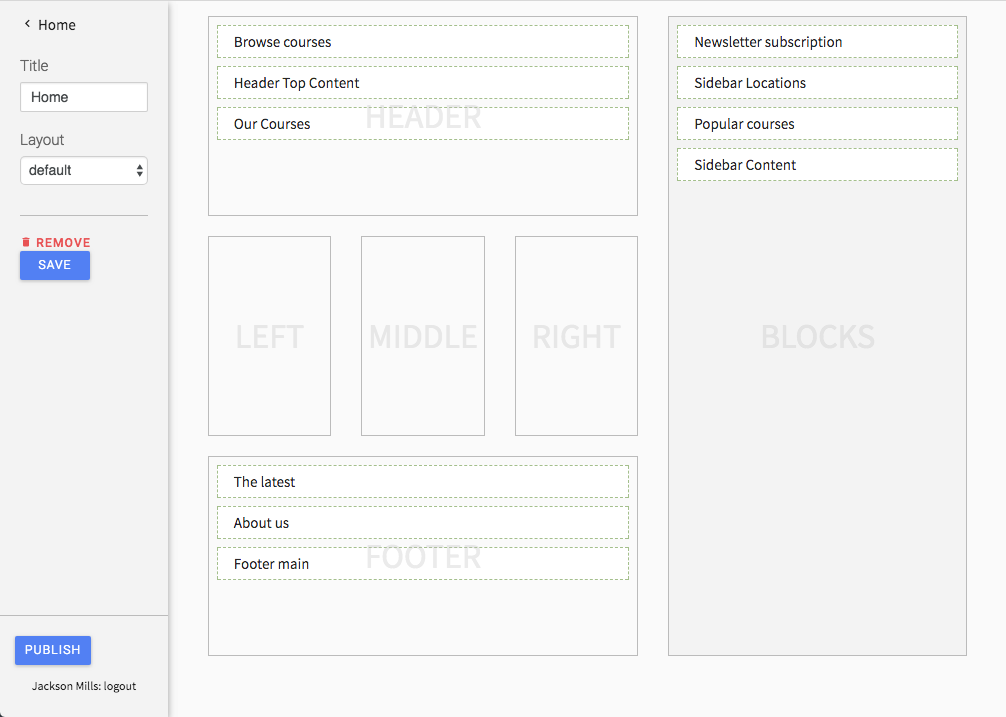 Home
Title
Home
Layout
default
REMOVE
SAVE
PUBLISH
Jackson Mills: logout
Browse courses
Header Top Content
HEADER
Our Courses
LEFT
MIDDLE
RIGHT
The latest
About us
FOOTER
Footer main
Newsletter subscription
Sidebar Locations
Popular courses
Sidebar Content
BLOCKS